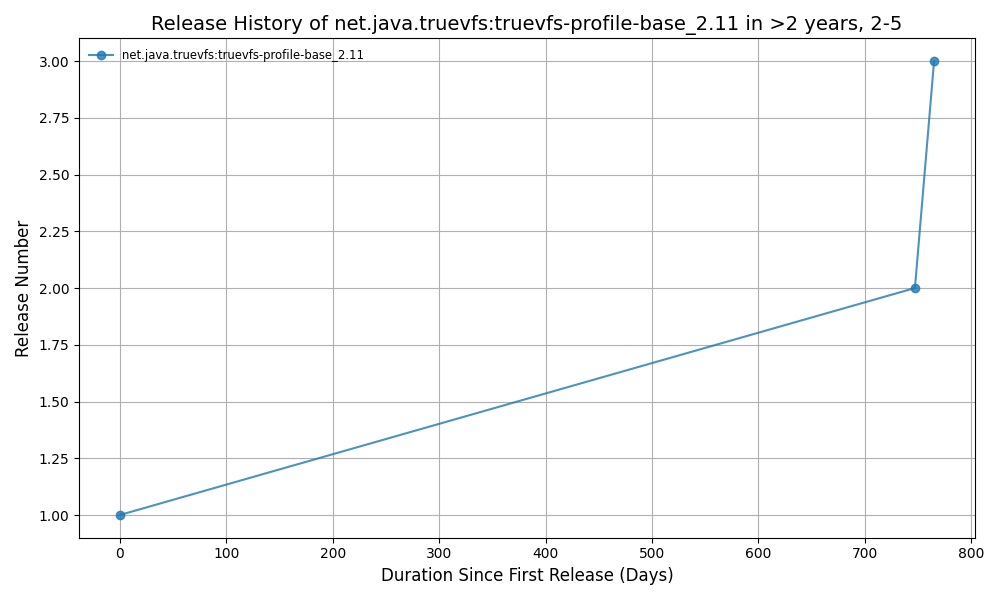 Release History of net.java.truevfs:truevfs-profile-base_2.11 in >2 years, 2-5
net.java.truevfs:truevfs-profile-base_2.11
Release Number
3.00
2.75
2.50
2.25
2.00
1.75
1.50
1.25
1.00
0 100 200 300 400 500 600 700 800
Duration Since First Release (Days)